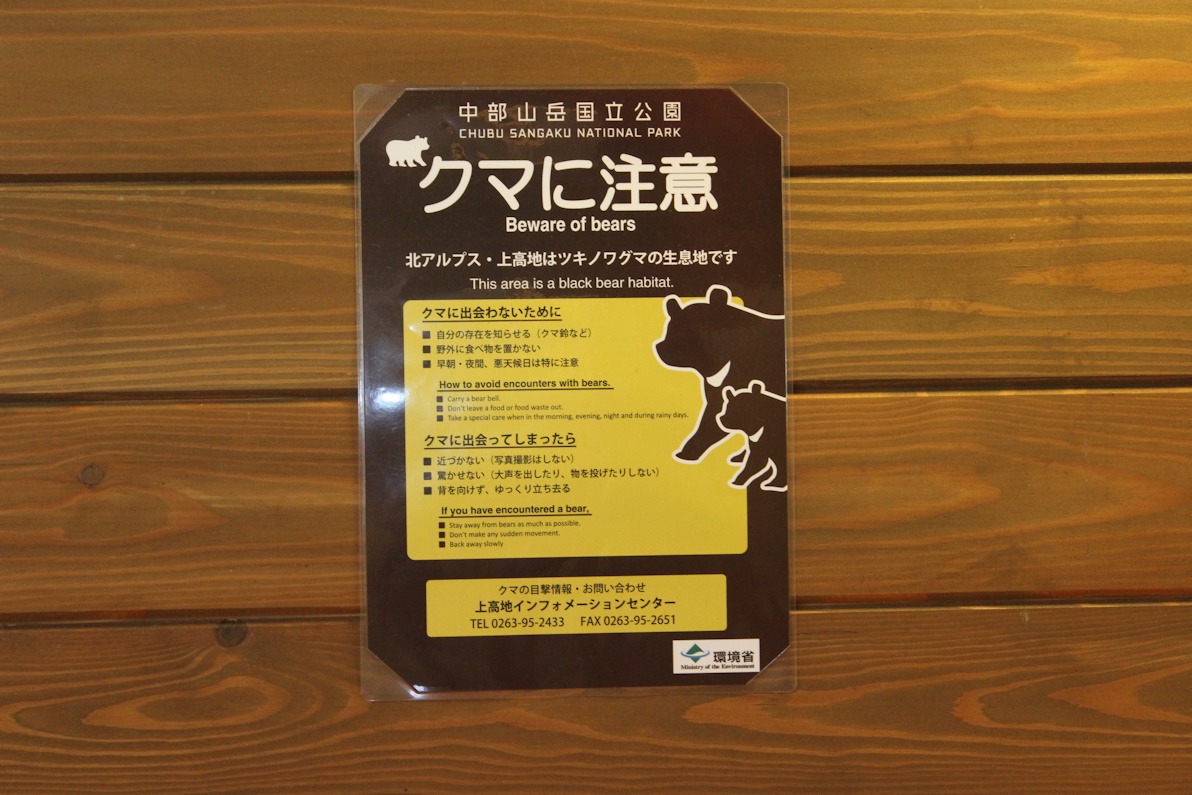 中部山岳国立公園
CHUBU SANGAKU NATIONAL PARK
クマに注意
Beware of bears
北アルプス・上高地はツキノワグマの生息地です
This area is a black bear habitat.
クマに出会わないために
■ 自分の存在を知らせる（クマ鈴など）
■ 野外に食べ物を置かない
■ 早朝・夜間、悪天候日は特に注意
How to avoid encounters with bears.
■ Carry a bear bell.
■ Don't leave a food or food waste out.
■ Take a special care when in the morning, evening, night and during rainy days.
クマに出会ってしまったら
■ 近づかない（写真撮影はしない）
■ 驚かせない（大声を出したり、物を投げたりしない）
■ 背を向けず、ゆっくり立ち去る
If you have encountered a bear,
■ Stay away from bears as much as possible.
■ Don't make any sudden movement.
■ Back away slowly
クマの目撃情報・お問い合わせ
上高地インフォメーションセンター
TEL 0263-95-2433 FAX 0263-95-2651
環境省
Ministry of the Environment